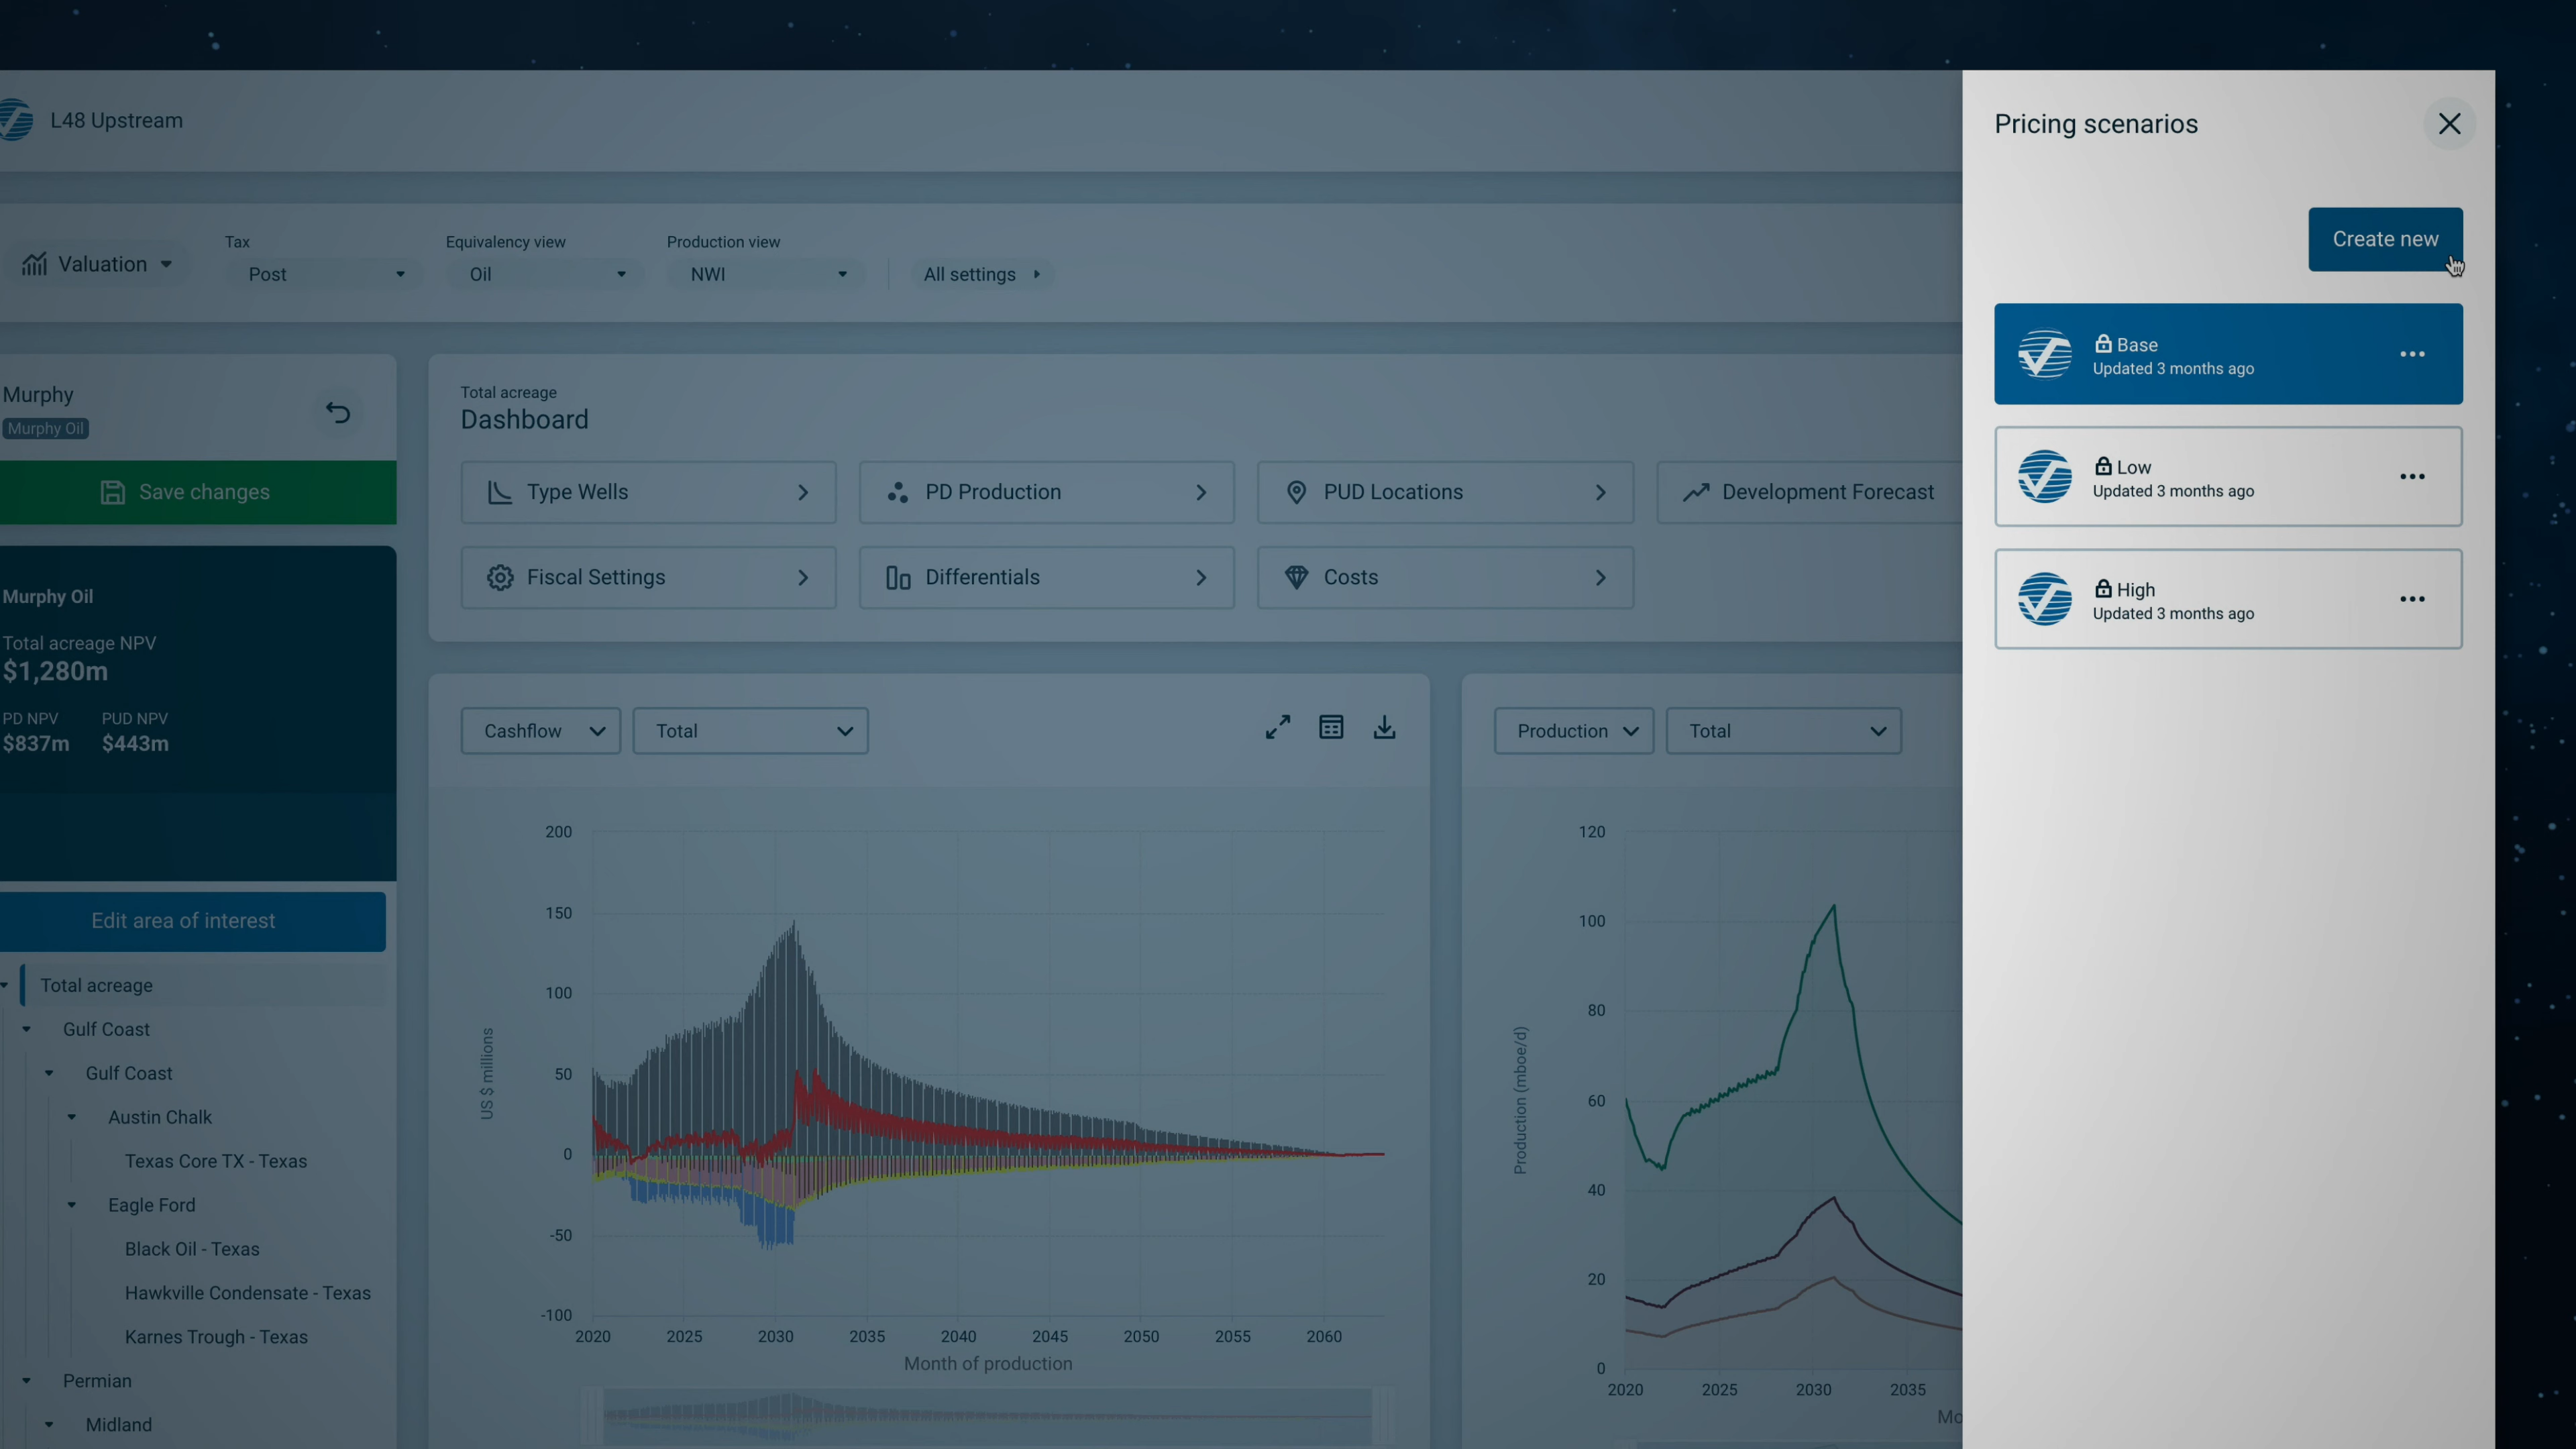 L48 Upstream
Valuation
Tax
Post
Equivalency view
Oil
Production view
NWI
All settings
Murphy
Murphy Oil
Save changes
Murphy Oil
Total acreage NPV
$1,280m
PD NPV PUD NPV
$837m $443m
Edit area of interest
Total acreage
Gulf Coast
Gulf Coast
Austin Chalk
Texas Core TX - Texas
Eagle Ford
Black Oil - Texas
Hawkville Condensate - Texas
Karnes Trough - Texas
Permian
Midland
Total acreage
Dashboard
Type Wells
PD Production
PUD Locations
Development Forecast
Fiscal Settings
Differentials
Costs
Cashflow
Total
200
150
100
50
0
-50
-100
US $ millions
2020 2025 2030 2035 2040 2045 2050 2055 2060
Month of production
Production
Total
120
100
80
60
40
20
0
Production (mboe/d)
2020 2025 2030 2035
Mo
Pricing scenarios
Create new
Base
Updated 3 months ago
Low
Updated 3 months ago
High
Updated 3 months ago